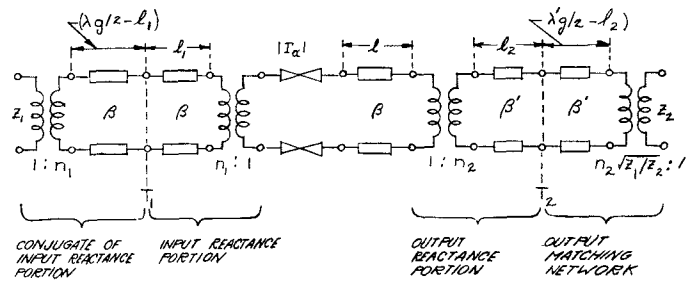 (λg/2 - l₁)
l₁
|Γα|
l
l₂
λ'g/2 - l₂)
Z₁
β
β
β
β'
β'
Z₂
1 : n₁
n₁ : 1
1 : n₂
n₂ √Z₁/Z₂ : 1
T₁
T₂
CONJUGATE OF
INPUT REACTANCE
PORTION
INPUT REACTANCE
PORTION
OUTPUT
REACTANCE
PORTION
OUTPUT
MATCHING
NETWORK